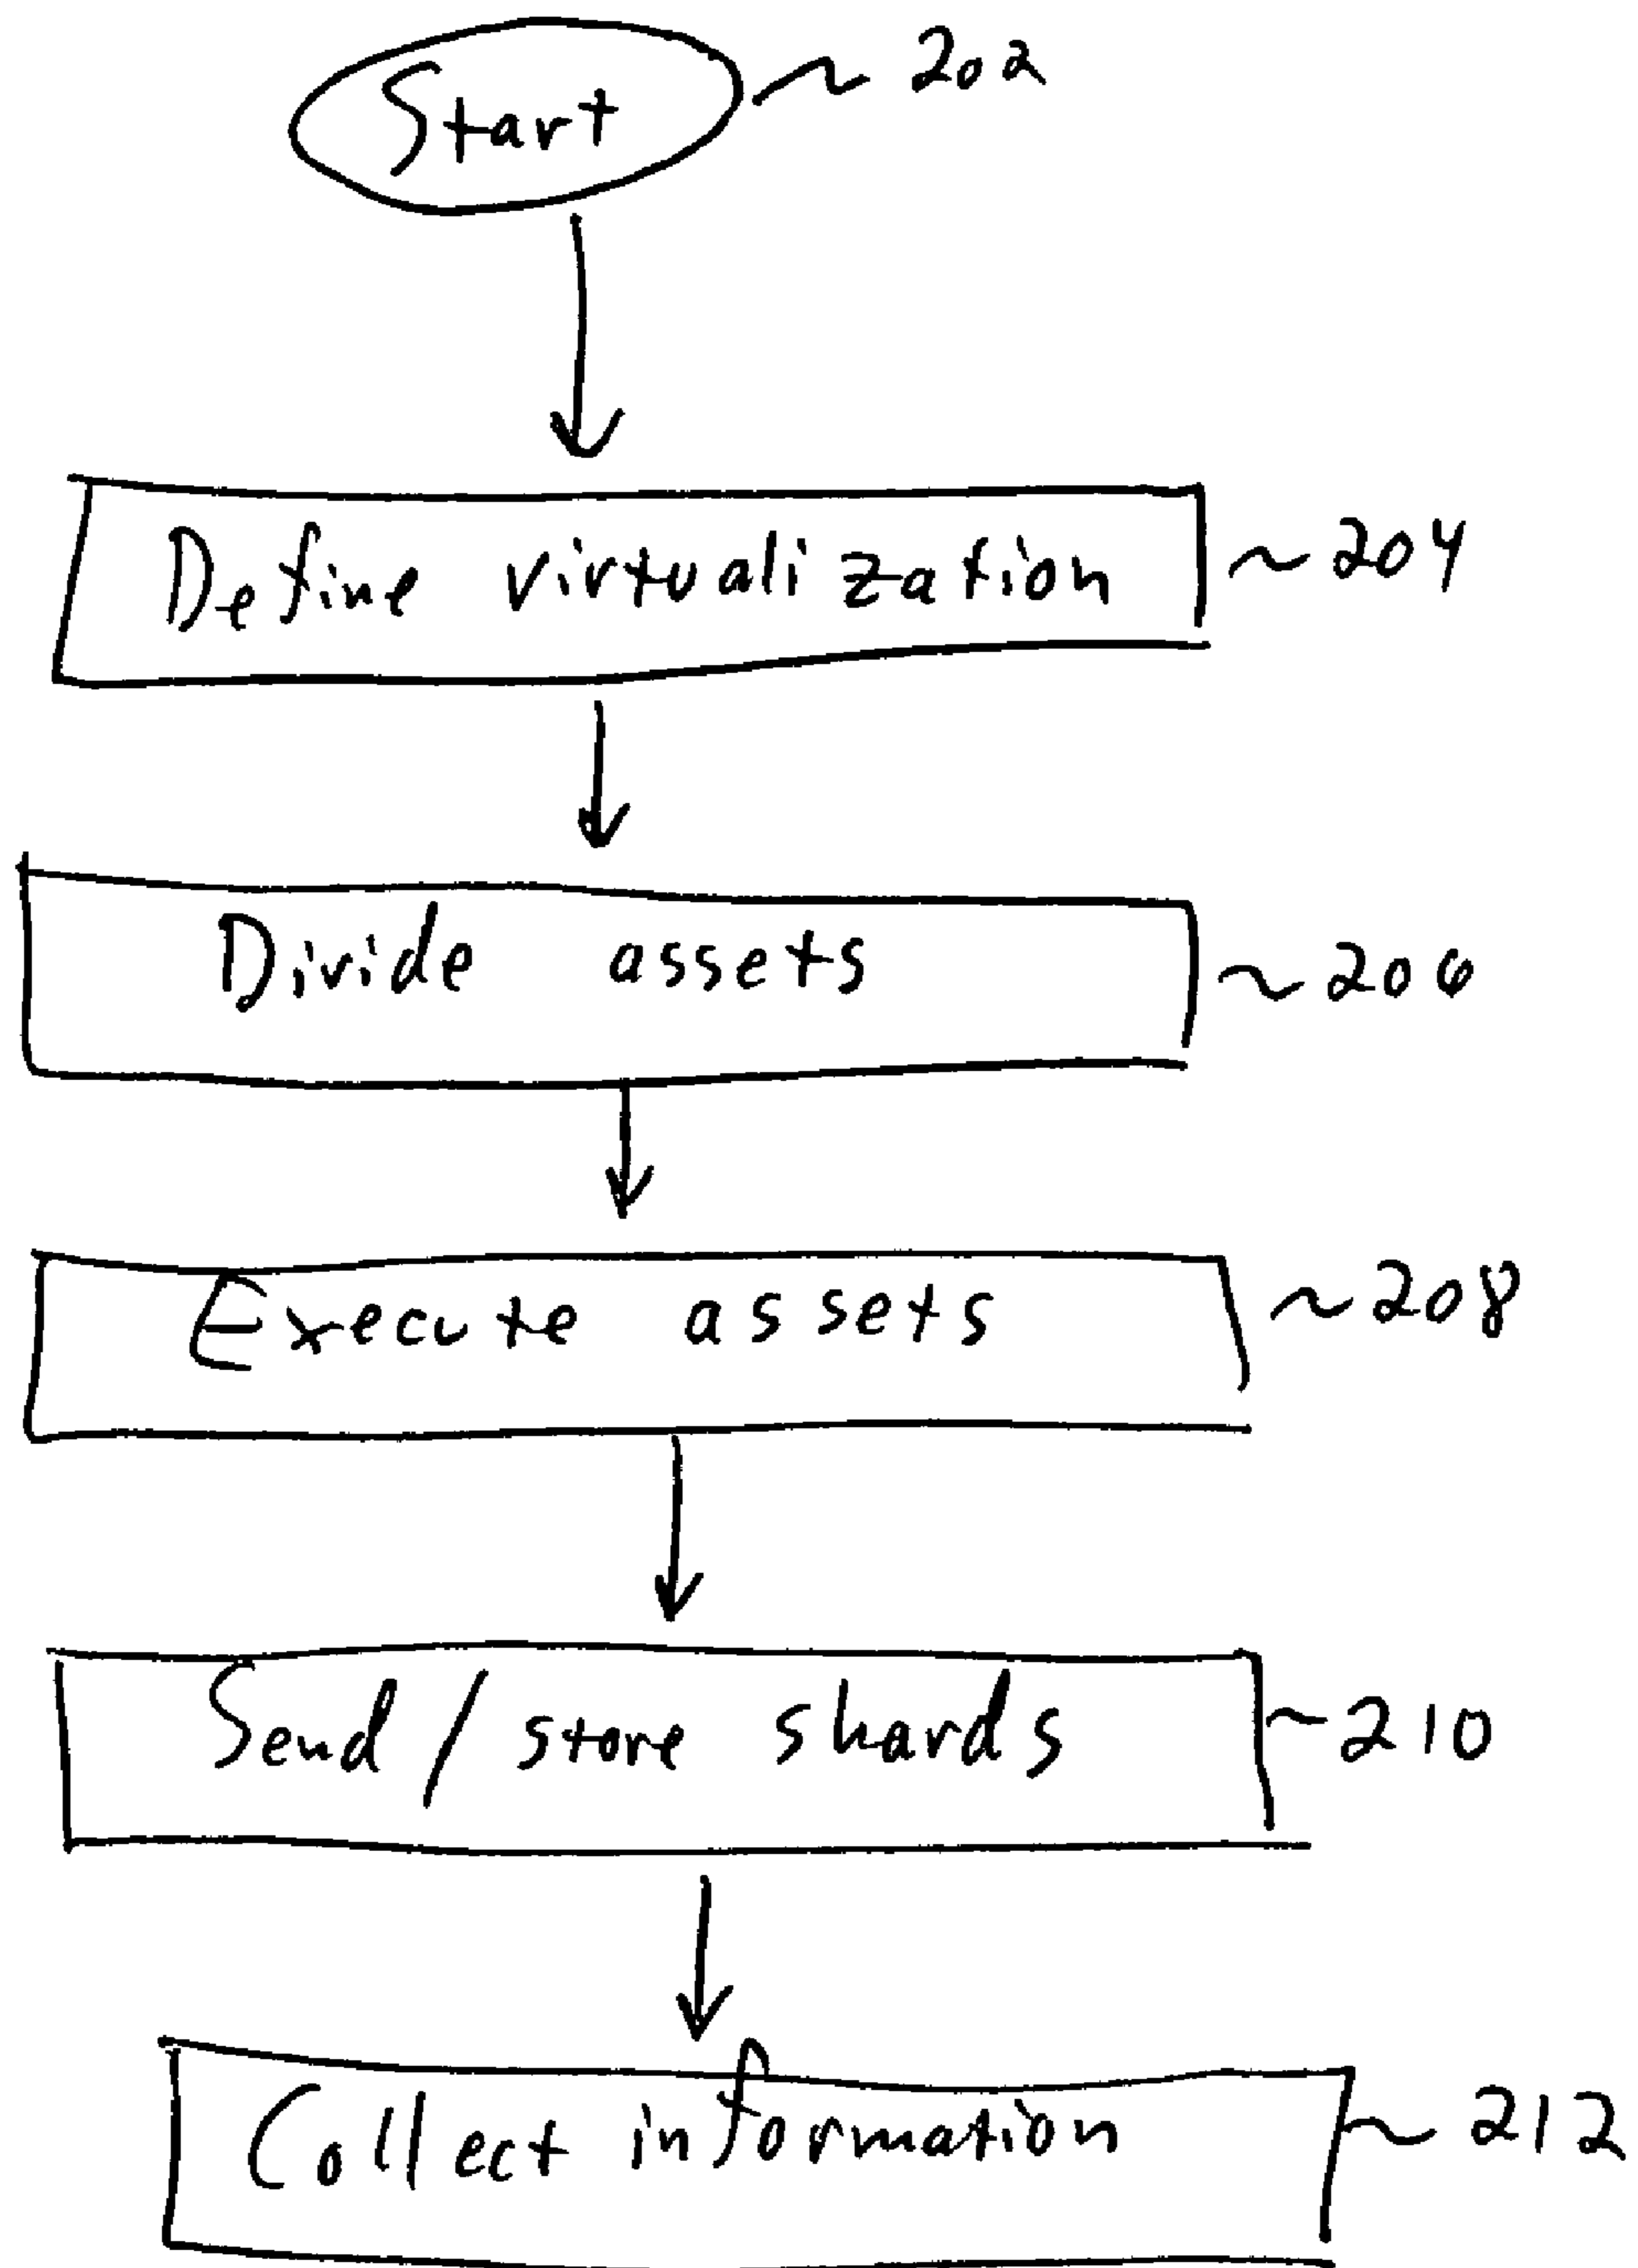 Start ~ 202
Define virtualization ~204
Divide assets ~206
Execute assets ~208
Send / store shards ~210
Collect information ~ 212